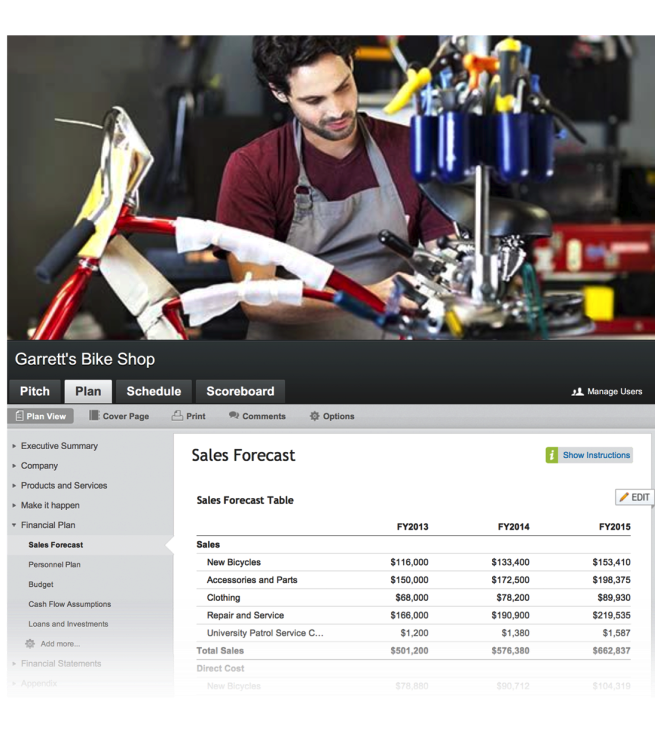 Garrett's Bike Shop
Pitch Plan Schedule Scoreboard Manage Users
Plan View Cover Page Print Comments Options
Executive Summary
Company
Products and Services
Make it happen
Financial Plan
Sales Forecast
Personnel Plan
Budget
Cash Flow Assumptions
Loans and Investments
Add more...
Financial Statements
Appendix
Sales Forecast
i Show Instructions
Sales Forecast Table
EDIT
FY2013 FY2014 FY2015
Sales
New Bicycles $116,000 $133,400 $153,410
Accessories and Parts $150,000 $172,500 $198,375
Clothing $68,000 $78,200 $89,930
Repair and Service $166,000 $190,900 $219,535
University Patrol Service C... $1,200 $1,380 $1,587
Total Sales $501,200 $576,380 $662,837
Direct Cost
New Bicycles $78,880 $90,712 $104,319